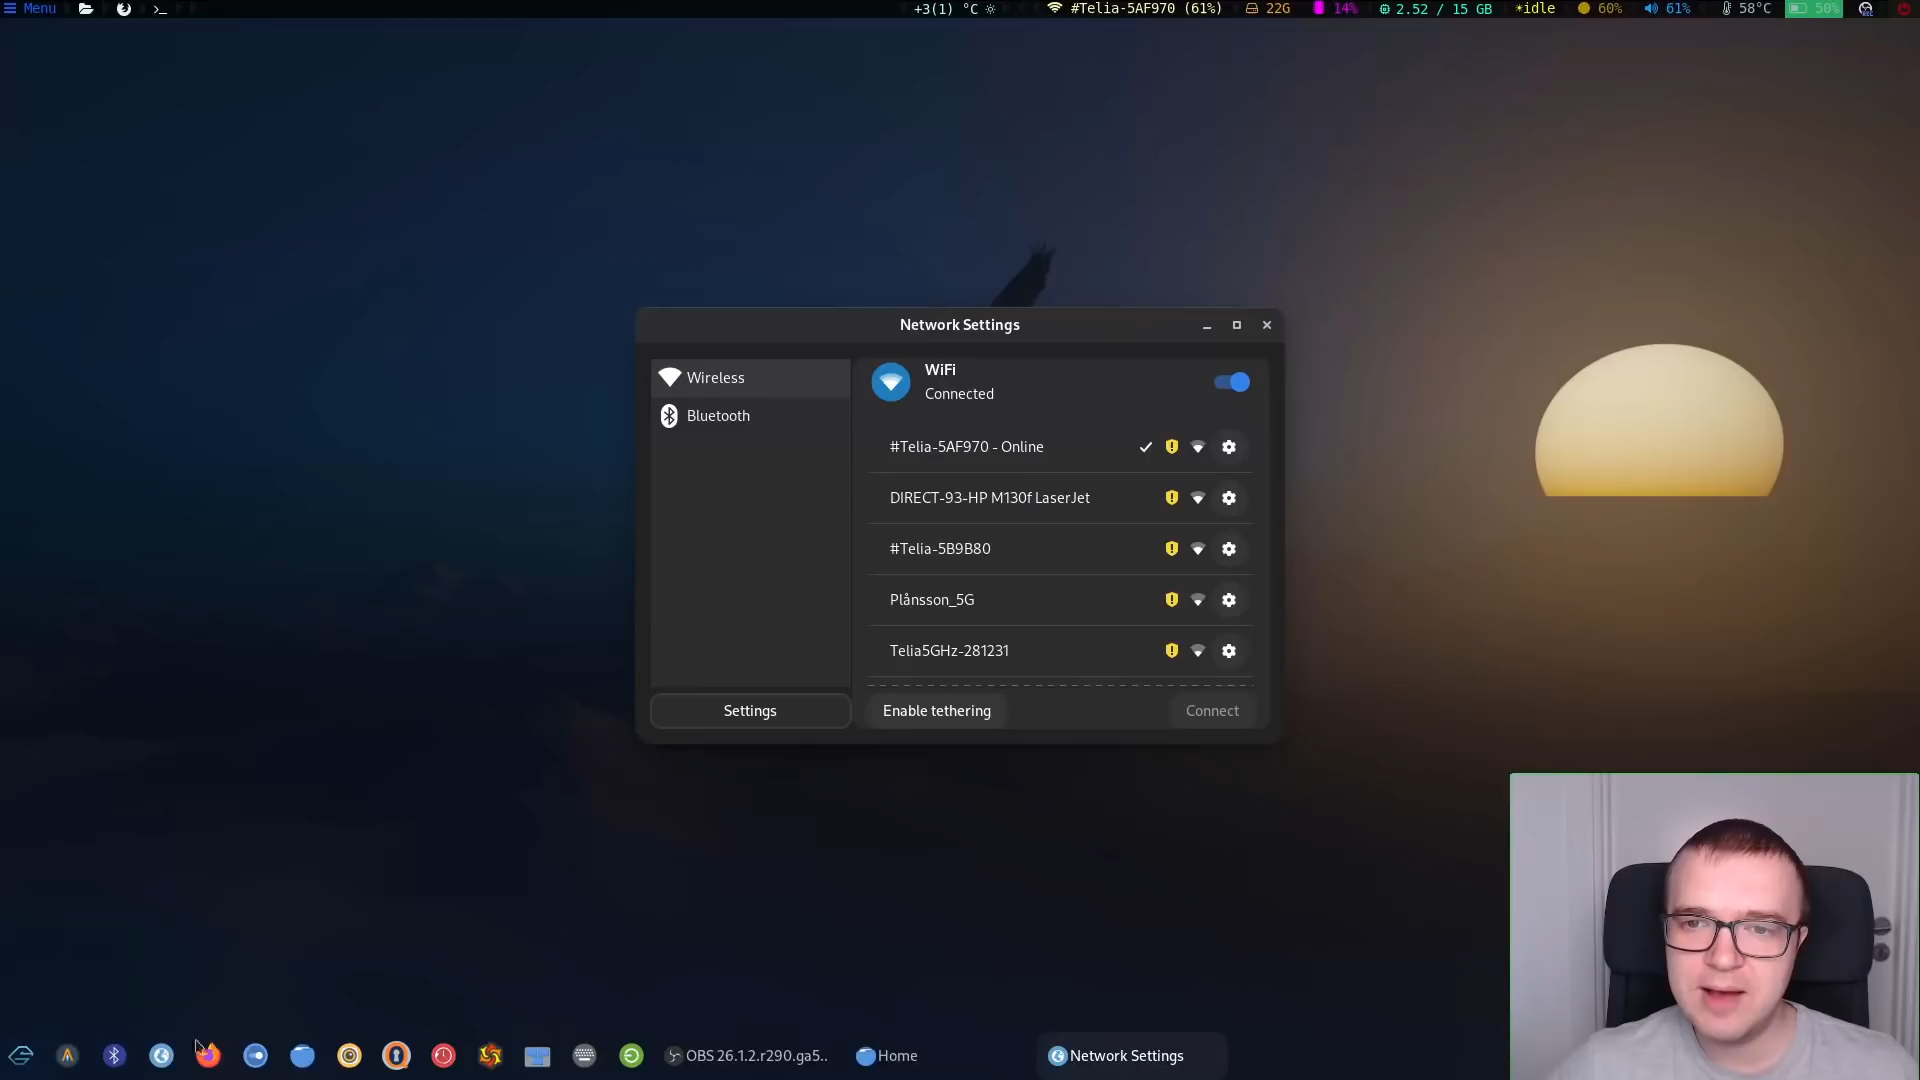 Menu
+3(1) °C
#Telia-5AF970 (61%)
22G
14%
2.52 / 15 GB
idle
60%
61%
58°C
50%
REC
Network Settings
Wireless
Bluetooth
WiFi
Connected
#Telia-5AF970 - Online
DIRECT-93-HP M130f LaserJet
#Telia-5B9B80
Plånsson_5G
Telia5GHz-281231
Settings
Enable tethering
Connect
OBS 26.1.2.r290.ga5..
Home
Network Settings